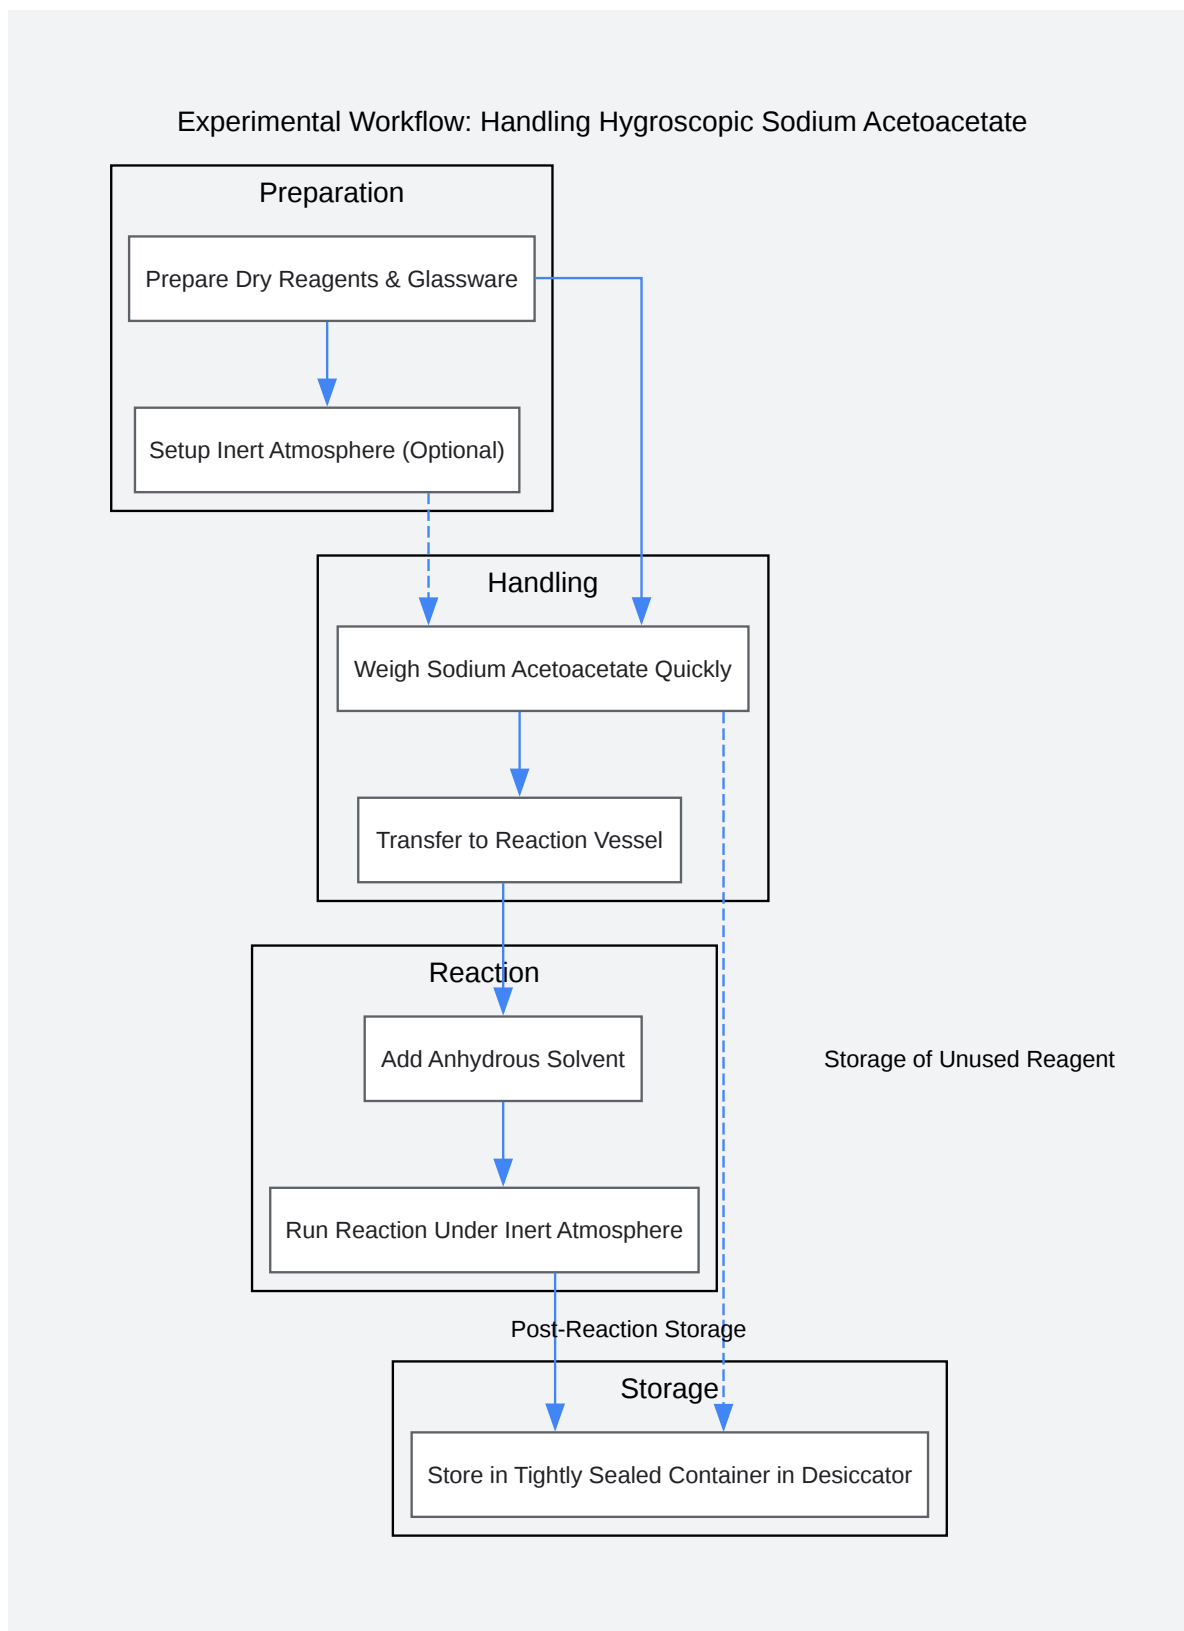 Experimental Workflow: Handling Hygroscopic Sodium Acetoacetate
Preparation
Prepare Dry Reagents & Glassware
Setup Inert Atmosphere (Optional)
Handling
Weigh Sodium Acetoacetate Quickly
Transfer to Reaction Vessel
Reaction
Add Anhydrous Solvent
Storage of Unused Reagent
Run Reaction Under Inert Atmosphere
Post-Reaction Storage
Storage
Store in Tightly Sealed Container in Desiccator